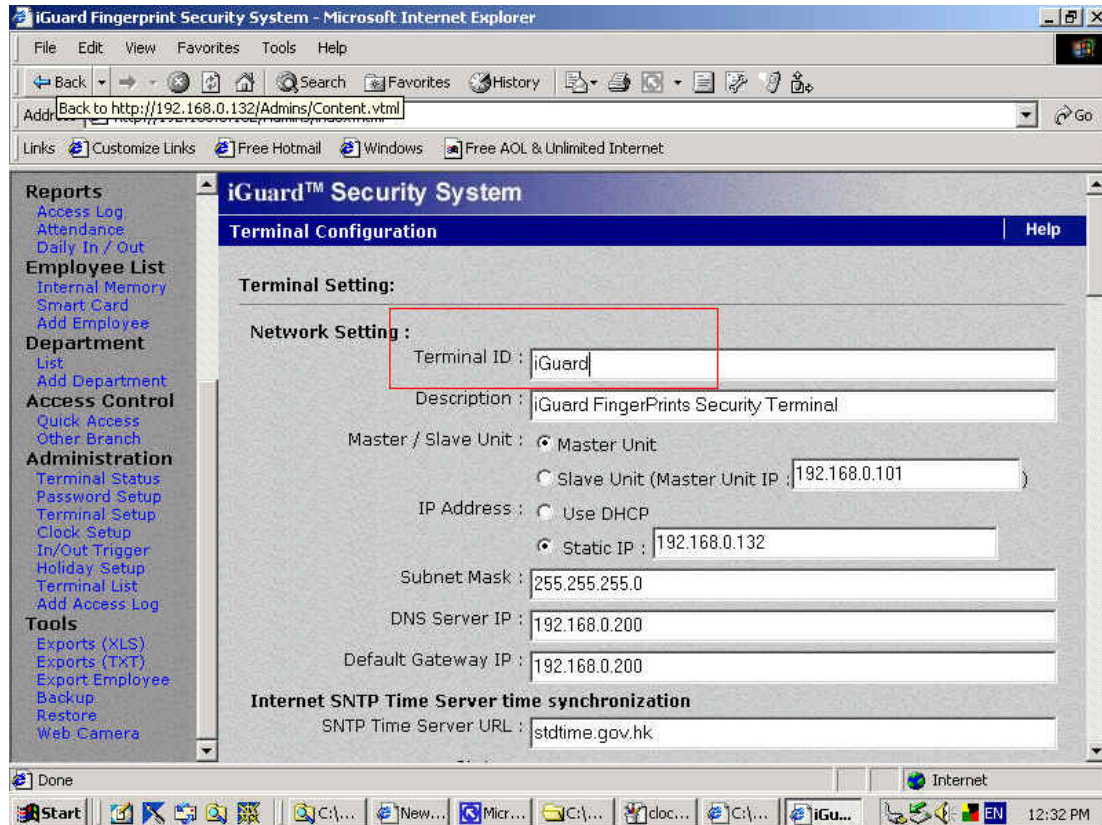 iGuard Fingerprint Security System - Microsoft Internet Explorer
File Edit View Favorites Tools Help
Back Search Favorites History
Back to http://192.168.0.132/Admins/Content.vtml
Go
Links Customize Links Free Hotmail Windows Free AOL & Unlimited Internet
Reports
Access Log
Attendance
Daily In / Out
Employee List
Internal Memory
Smart Card
Add Employee
Department
List
Add Department
Access Control
Quick Access
Other Branch
Administration
Terminal Status
Password Setup
Terminal Setup
Clock Setup
In/Out Trigger
Holiday Setup
Terminal List
Add Access Log
Tools
Exports (XLS)
Exports (TXT)
Export Employee
Backup
Restore
Web Camera
iGuard™ Security System
Terminal Configuration Help
Terminal Setting:
Network Setting :
Terminal ID : iGuard
Description : iGuard FingerPrints Security Terminal
Master / Slave Unit : Master Unit
Slave Unit (Master Unit IP : 192.168.0.101 )
IP Address : Use DHCP
Static IP : 192.168.0.132
Subnet Mask : 255.255.255.0
DNS Server IP : 192.168.0.200
Default Gateway IP : 192.168.0.200
Internet SNTP Time Server time synchronization
SNTP Time Server URL : stdtime.gov.hk
Done Internet
Start C:\... New... Micr... C:\... doc... C:\... iGu... EN 12:32 PM